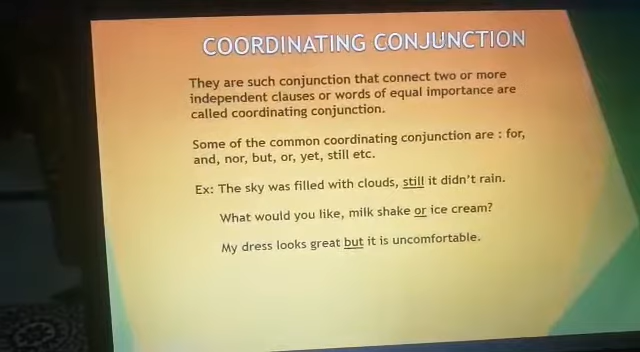 COORDINATING CONJUNCTION
They are such conjunction that connect two or more
independent clauses or words of equal importance are
called coordinating conjunction.
Some of the common coordinating conjunction are : for,
and, nor, but, or, yet, still etc.
Ex: The sky was filled with clouds, still it didn't rain.
What would you like, milk shake or ice cream?
My dress looks great but it is uncomfortable.